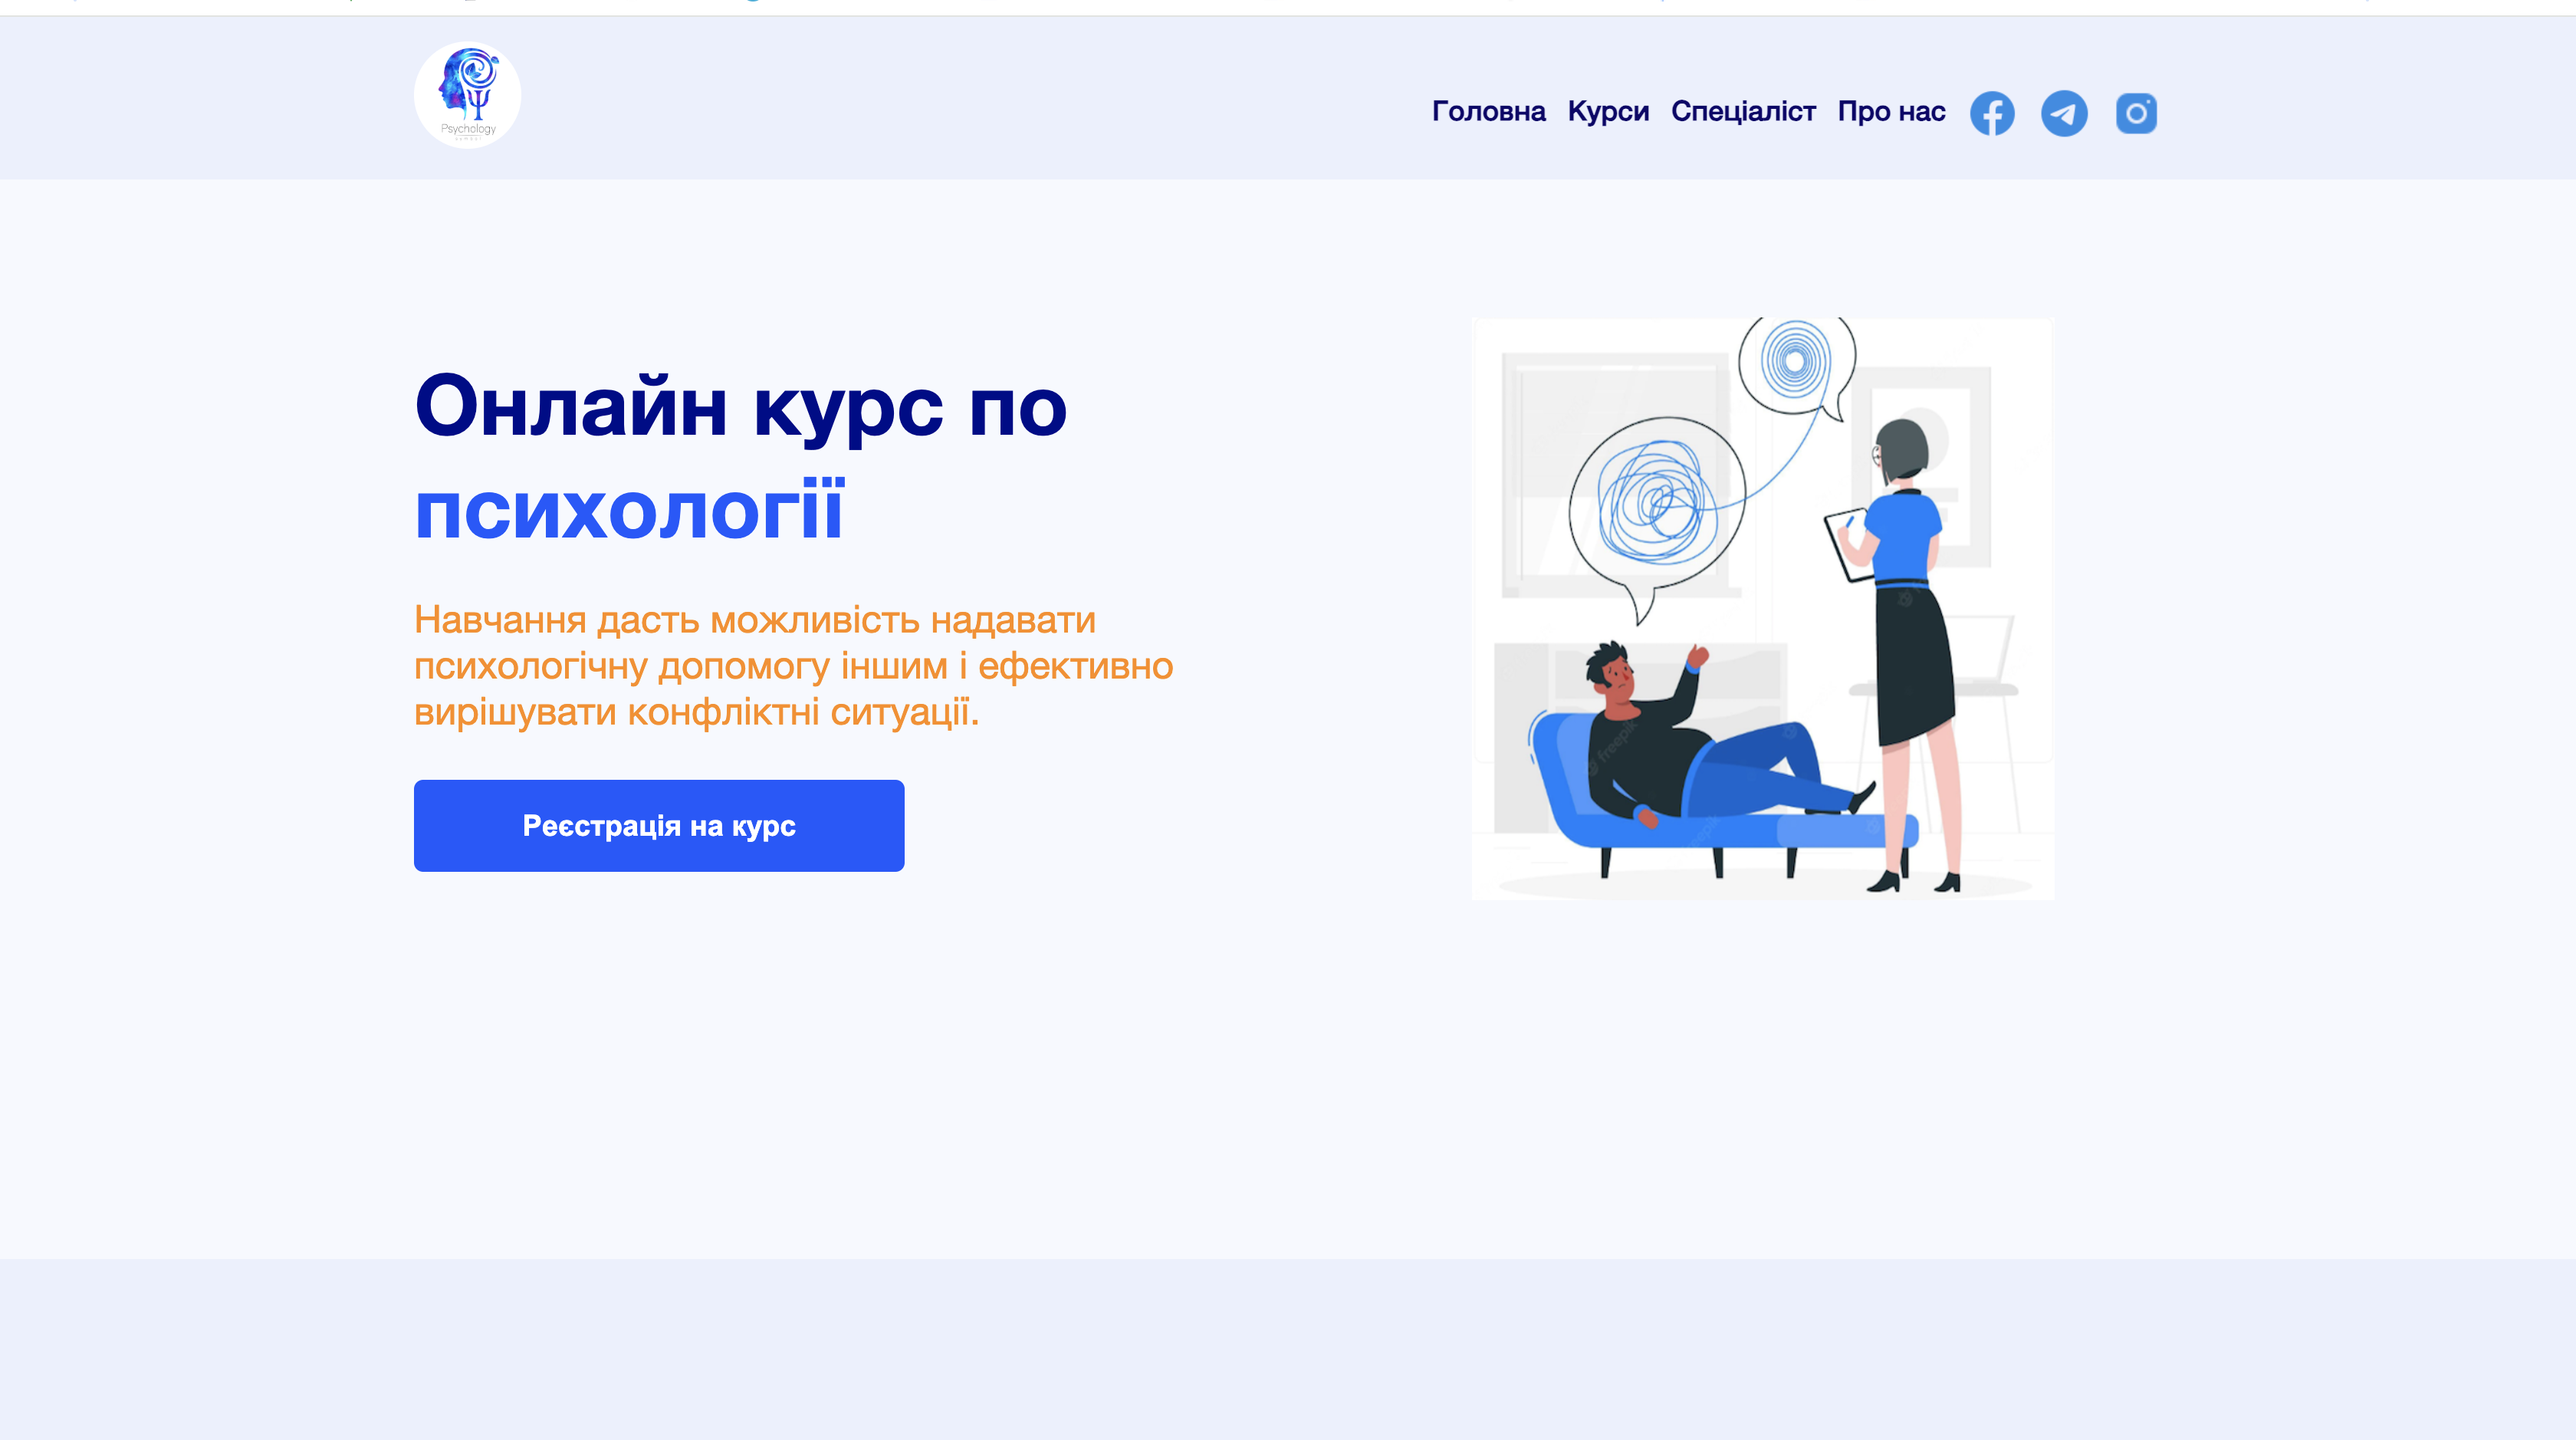 Psychology
Головна Курси Спеціаліст Про нас
Онлайн курс по
психології
Навчання дасть можливість надавати
психологічну допомогу іншим і ефективно
вирішувати конфліктні ситуації.
Реєстрація на курс
freepik